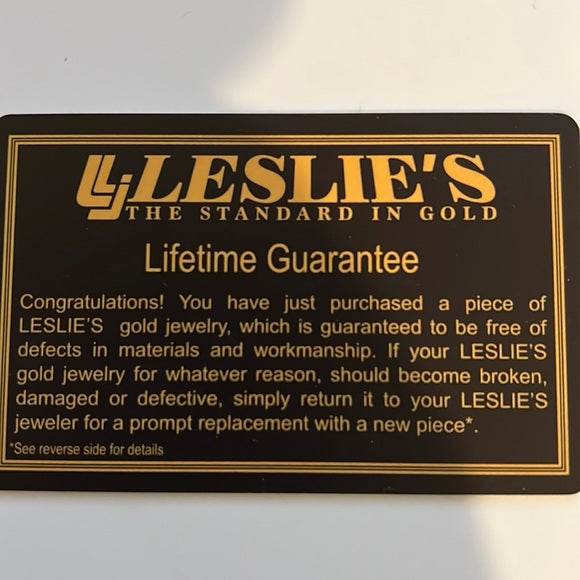 LLJ LESLIE'S
THE STANDARD IN GOLD
Lifetime Guarantee
Congratulations! You have just purchased a piece of
LESLIE'S gold jewelry, which is guaranteed to be free of
defects in materials and workmanship. If your LESLIE'S
gold jewelry for whatever reason, should become broken,
damaged or defective, simply return it to your LESLIE'S
jeweler for a prompt replacement with a new piece*.
*See reverse side for details